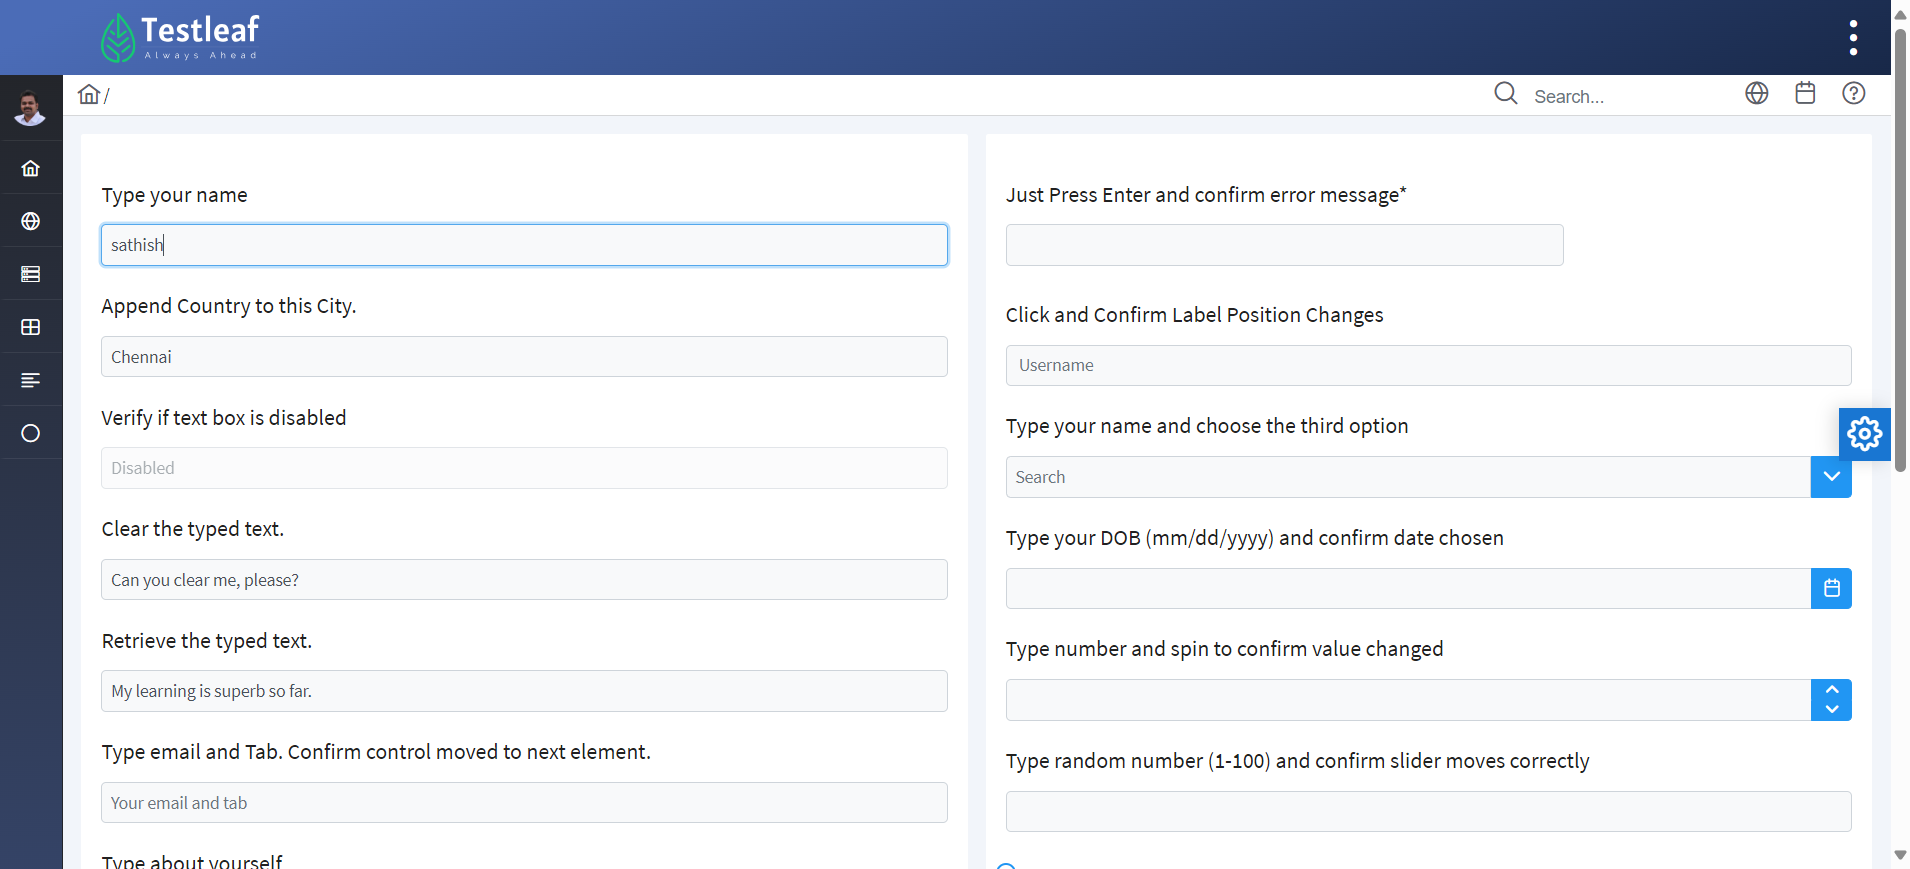 Testleaf
Always Ahead
/
Search...
Type your name
sathish
Append Country to this City.
Chennai
Verify if text box is disabled
Disabled
Clear the typed text.
Can you clear me, please?
Retrieve the typed text.
My learning is superb so far.
Type email and Tab. Confirm control moved to next element.
Your email and tab
Type about yourself
Just Press Enter and confirm error message*
Click and Confirm Label Position Changes
Username
Type your name and choose the third option
Search
Type your DOB (mm/dd/yyyy) and confirm date chosen
Type number and spin to confirm value changed
Type random number (1-100) and confirm slider moves correctly